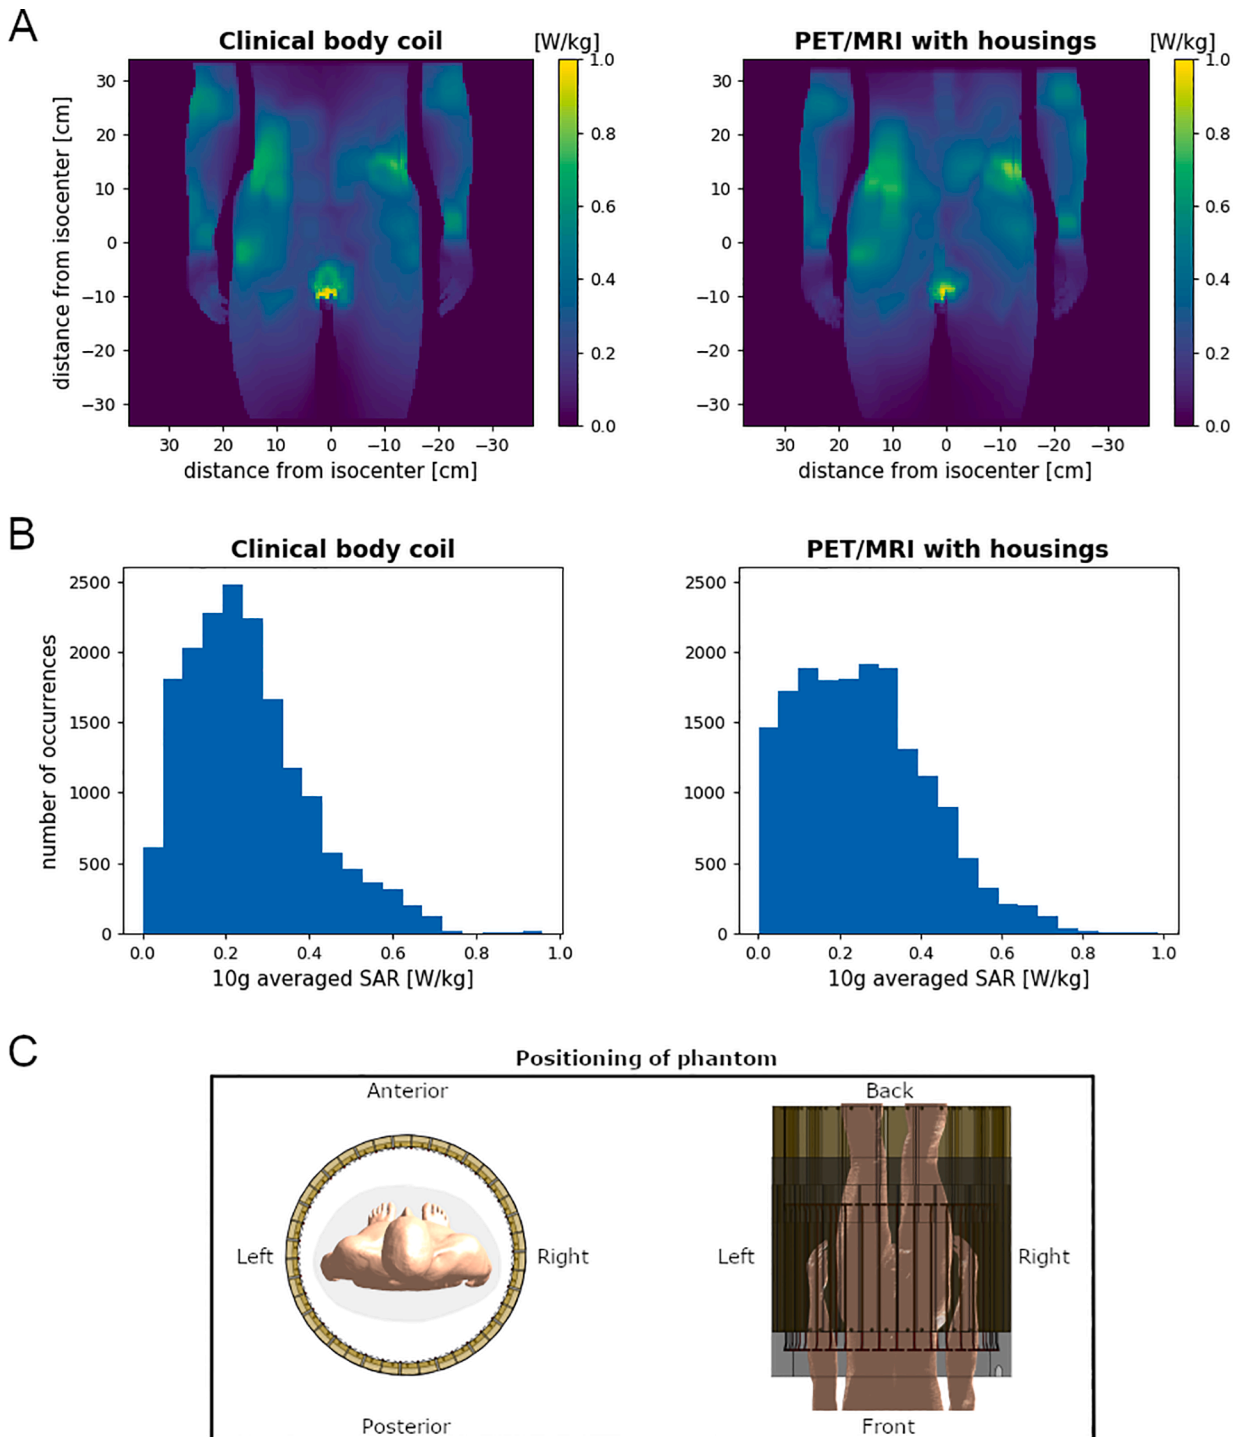 A
Clinical body coil
[W/kg]
PET/MRI with housings
[W/kg]
distance from isocenter [cm]
30
20
10
0
−10
−20
−30
1.0
0.8
0.6
0.4
0.2
0.0
30
20
10
0
−10
−20
−30
1.0
0.8
0.6
0.4
0.2
0.0
30 20 10 0 −10 −20 −30
30 20 10 0 −10 −20 −30
distance from isocenter [cm]
distance from isocenter [cm]
B
Clinical body coil
PET/MRI with housings
number of occurrences
2500
2000
1500
1000
500
0
2500
2000
1500
1000
500
0
0.0 0.2 0.4 0.6 0.8 1.0
0.0 0.2 0.4 0.6 0.8 1.0
10g averaged SAR [W/kg]
10g averaged SAR [W/kg]
C
Positioning of phantom
Anterior
Back
Left
Right
Left
Right
Posterior
Front